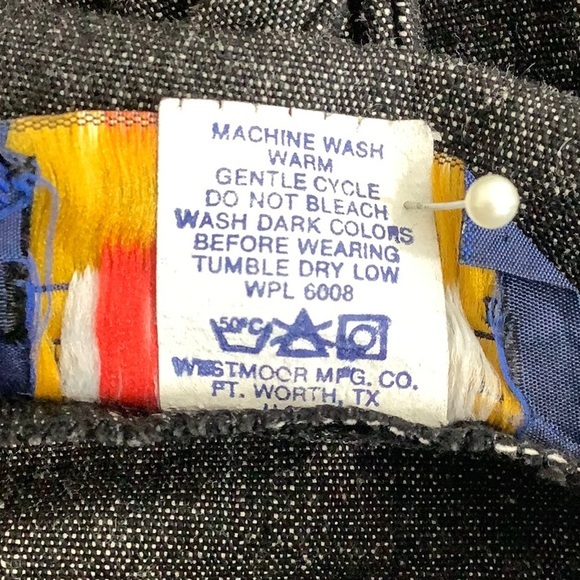 MACHINE WASH
WARM
GENTLE CYCLE
DO NOT BLEACH
WASH DARK COLORS
BEFORE WEARING
TUMBLE DRY LOW
WPL 6008
50°C
WESTMOOR MFG. CO.
FT. WORTH, TX